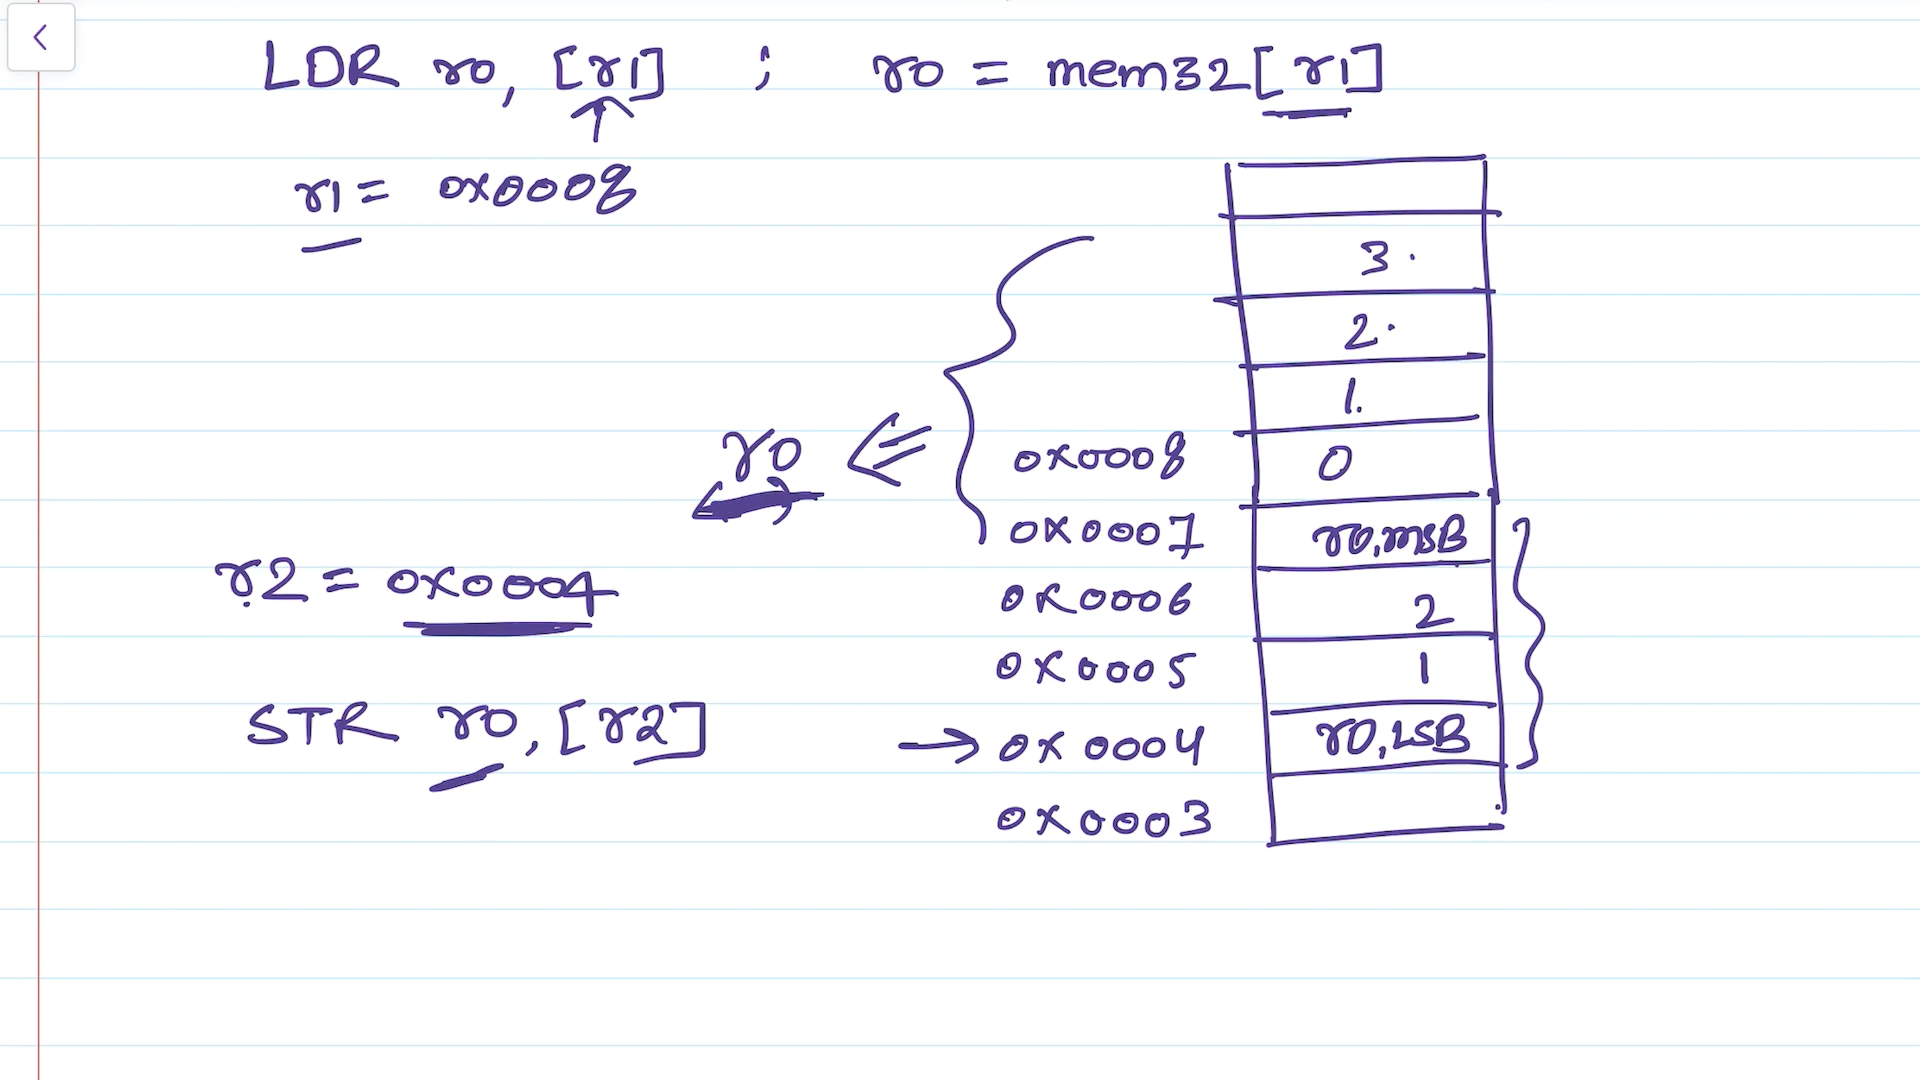 LDR r0, [r1] ; r0 = mem32[r1]
r1 = 0x0008
3.
2.
1.
r0
0x0008 0
0x0007 r0,msB
r2 = 0x0004
0x0006 2
0x0005 1
STR r0, [r2]
0x0004 r0,LSB
0x0003